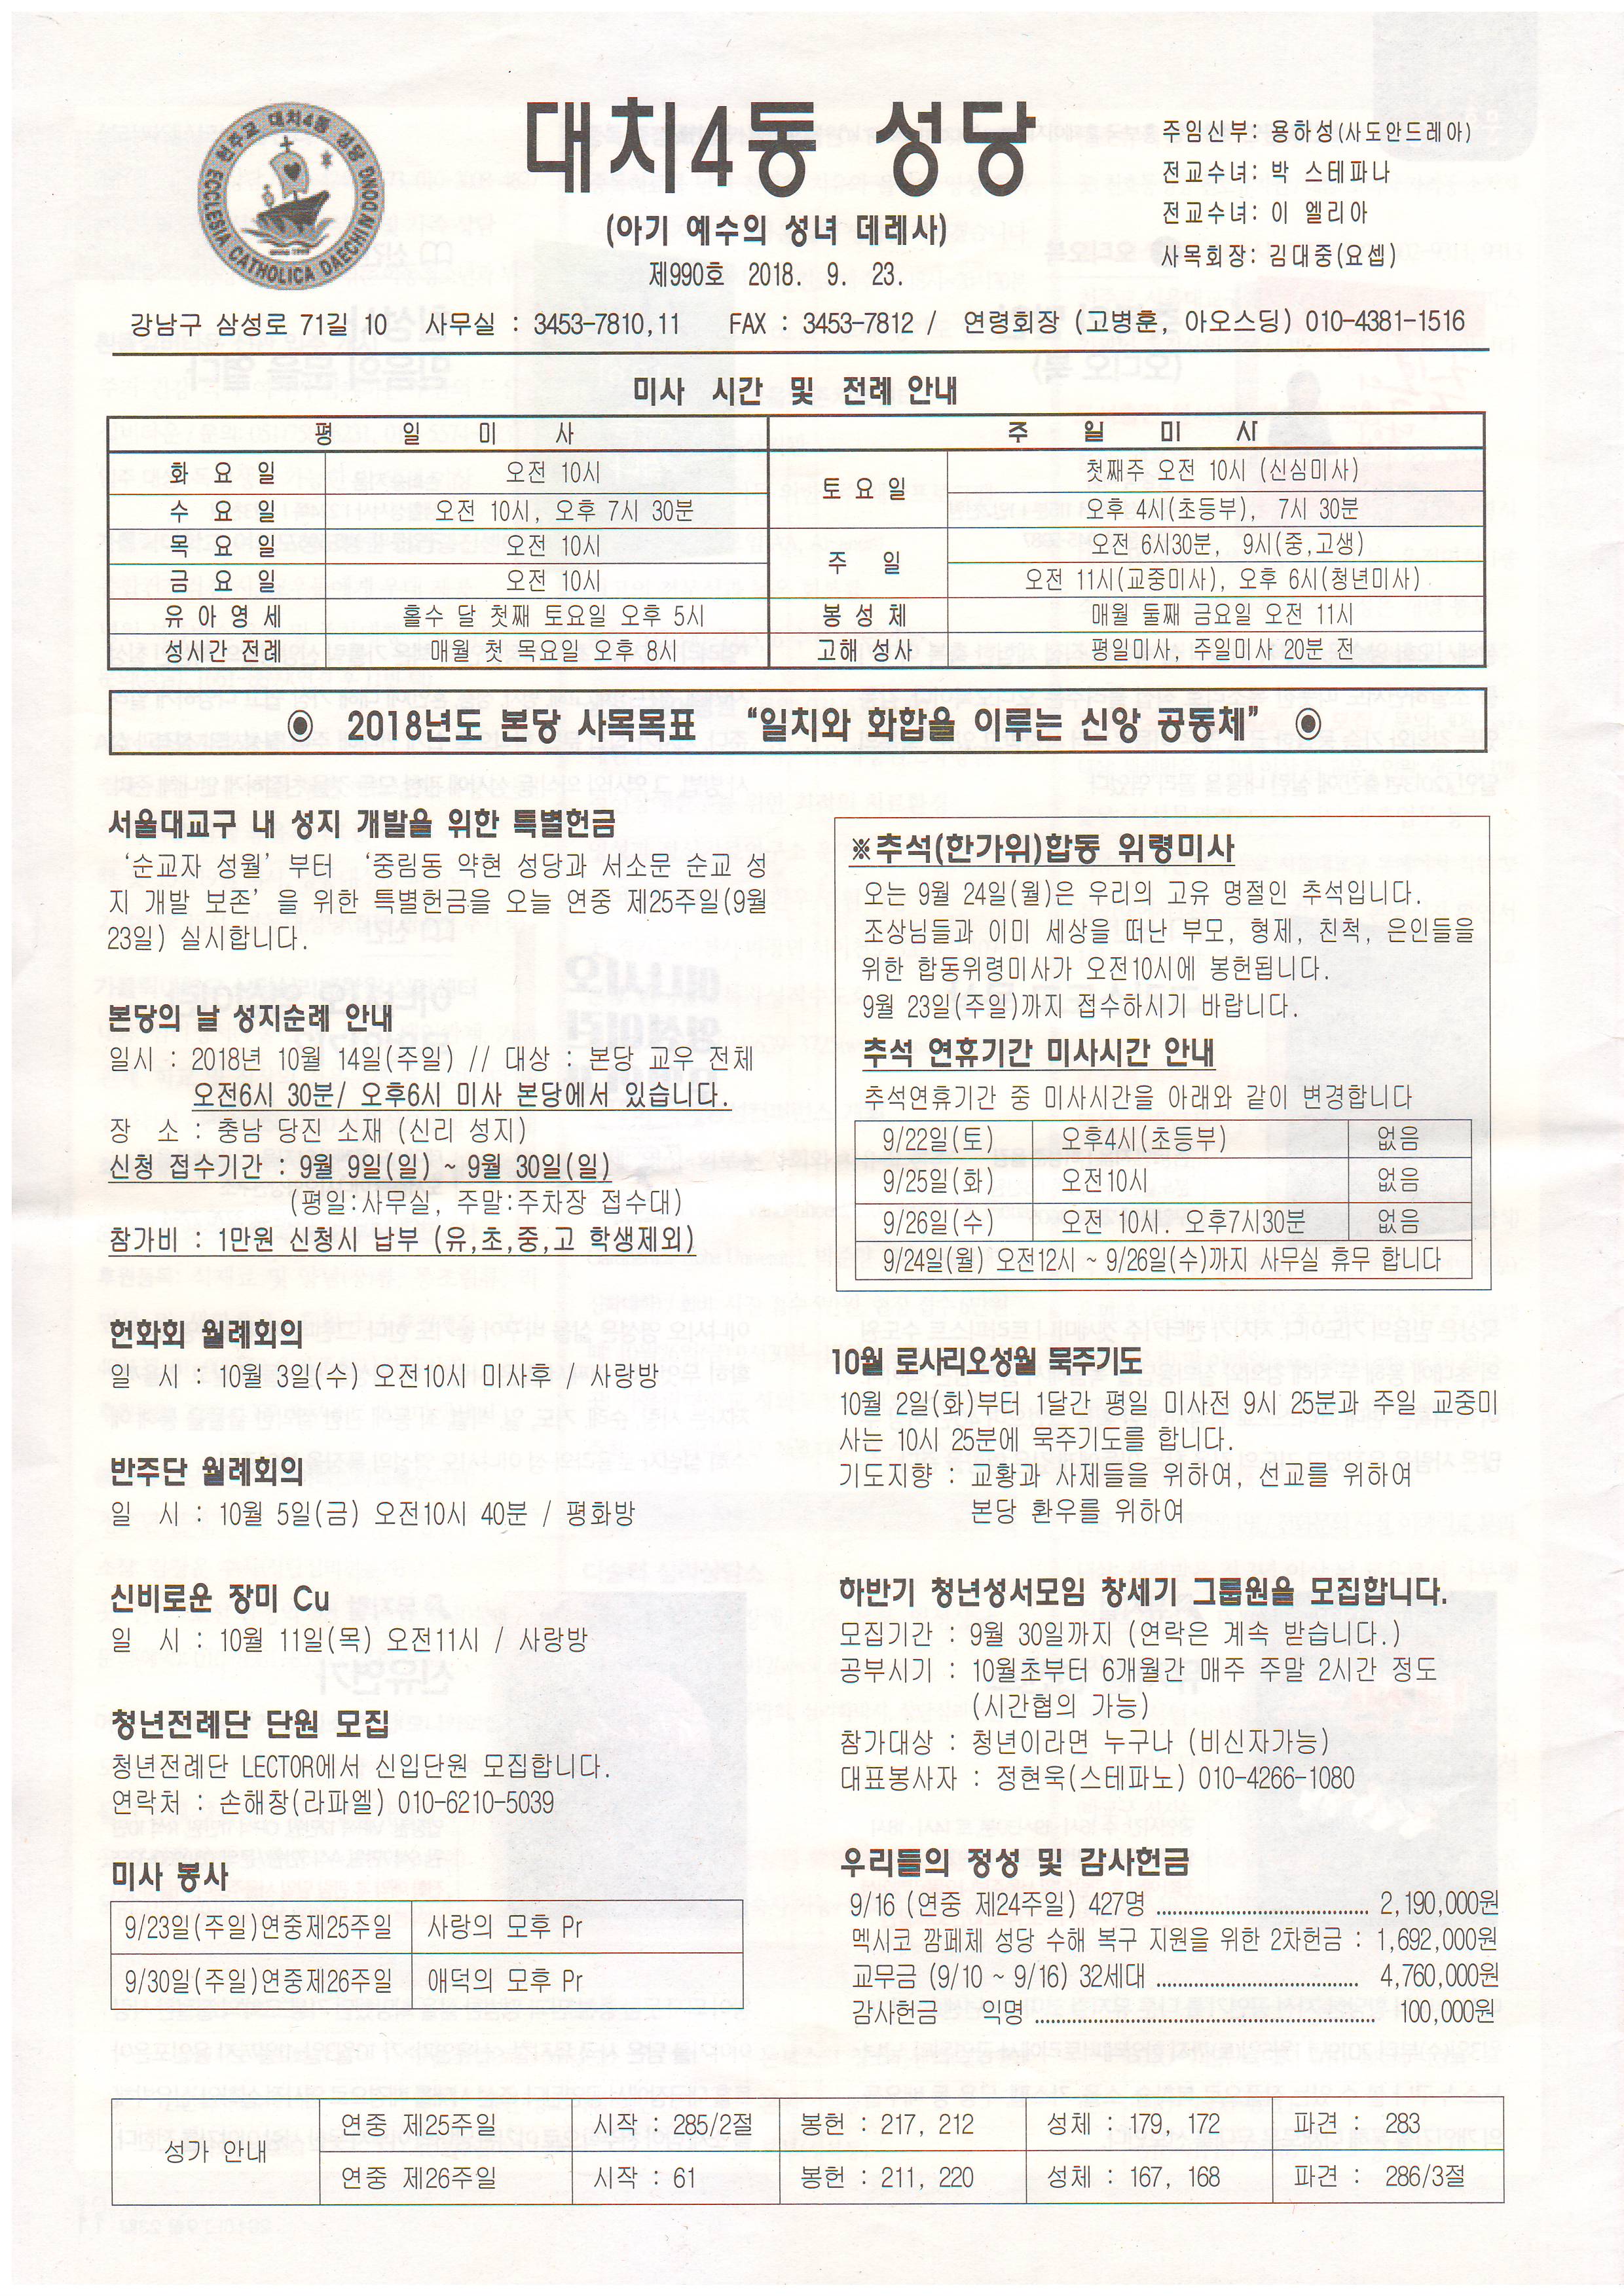 천주교 대치4동 성당 DONG
ECCLESIA CATHOLICA DAECHI
대치4동 성당
(아기 예수의 성녀 데레사)
제990호 2018. 9. 23.
주임신부: 용하성(사도안드레아)
전교수녀: 박 스테파나
전교수녀: 이 엘리아
사목회장: 김대중(요셉)
강남구 삼성로 71길 10 사무실 : 3453-7810,11 FAX : 3453-7812 / 연령회장 (고병훈, 아오스딩) 010-4381-1516
미사 시간 및 전례 안내
평 일 미 사 주 일 미 사
화 요 일 오전 10시 토 요 일 첫째주 오전 10시 (신심미사)
수 요 일 오전 10시, 오후 7시 30분 오후 4시(초등부), 7시 30분
목 요 일 오전 10시 주 일 오전 6시30분, 9시(중,고생)
금 요 일 오전 10시 오전 11시(교중미사), 오후 6시(청년미사)
유 아 영 세 홀수 달 첫째 토요일 오후 5시 봉 성 체 매월 둘째 금요일 오전 11시
성시간 전례 매월 첫 목요일 오후 8시 고해 성사 평일미사, 주일미사 20분 전
◉ 2018년도 본당 사목목표 “일치와 화합을 이루는 신앙 공동체” ◉
서울대교구 내 성지 개발을 위한 특별헌금
‘순교자 성월’ 부터 ‘중림동 약현 성당과 서소문 순교 성
지 개발 보존’ 을 위한 특별헌금을 오늘 연중 제25주일(9월
23일) 실시합니다.
본당의 날 성지순례 안내
일시 : 2018년 10월 14일(주일) // 대상 : 본당 교우 전체
오전6시 30분/ 오후6시 미사 본당에서 있습니다.
장 소 : 충남 당진 소재 (신리 성지)
신청 접수기간 : 9월 9일(일) ~ 9월 30일(일)
(평일:사무실, 주말:주차장 접수대)
참가비 : 1만원 신청시 납부 (유,초,중,고 학생제외)
헌화회 월례회의
일 시 : 10월 3일(수) 오전10시 미사후 / 사랑방
반주단 월례회의
일 시 : 10월 5일(금) 오전10시 40분 / 평화방
신비로운 장미 Cu
일 시 : 10월 11일(목) 오전11시 / 사랑방
청년전례단 단원 모집
청년전례단 LECTOR에서 신입단원 모집합니다.
연락처 : 손해창(라파엘) 010-6210-5039
미사 봉사
9/23일(주일)연중제25주일 사랑의 모후 Pr
9/30일(주일)연중제26주일 애덕의 모후 Pr
※추석(한가위)합동 위령미사
오는 9월 24일(월)은 우리의 고유 명절인 추석입니다.
조상님들과 이미 세상을 떠난 부모, 형제, 친척, 은인들을
위한 합동위령미사가 오전10시에 봉헌됩니다.
9월 23일(주일)까지 접수하시기 바랍니다.
추석 연휴기간 미사시간 안내
추석연휴기간 중 미사시간을 아래와 같이 변경합니다
9/22일(토) 오후4시(초등부) 없음
9/25일(화) 오전10시 없음
9/26일(수) 오전 10시. 오후7시30분 없음
9/24일(월) 오전12시 ~ 9/26일(수)까지 사무실 휴무 합니다
10월 로사리오성월 묵주기도
10월 2일(화)부터 1달간 평일 미사전 9시 25분과 주일 교중미
사는 10시 25분에 묵주기도를 합니다.
기도지향 : 교황과 사제들을 위하여, 선교를 위하여
본당 환우를 위하여
하반기 청년성서모임 창세기 그룹원을 모집합니다.
모집기간 : 9월 30일까지 (연락은 계속 받습니다.)
공부시기 : 10월초부터 6개월간 매주 주말 2시간 정도
(시간협의 가능)
참가대상 : 청년이라면 누구나 (비신자가능)
대표봉사자 : 정현욱(스테파노) 010-4266-1080
우리들의 정성 및 감사헌금
9/16 (연중 제24주일) 427명 .......... 2,190,000원
멕시코 깜페체 성당 수해 복구 지원을 위한 2차헌금 : 1,692,000원
교무금 (9/10 ~ 9/16) 32세대 .......... 4,760,000원
감사헌금 익명 .......... 100,000원
성가 안내 연중 제25주일 시작 : 285/2절 봉헌 : 217, 212 성체 : 179, 172 파견 : 283
연중 제26주일 시작 : 61 봉헌 : 211, 220 성체 : 167, 168 파견 : 286/3절